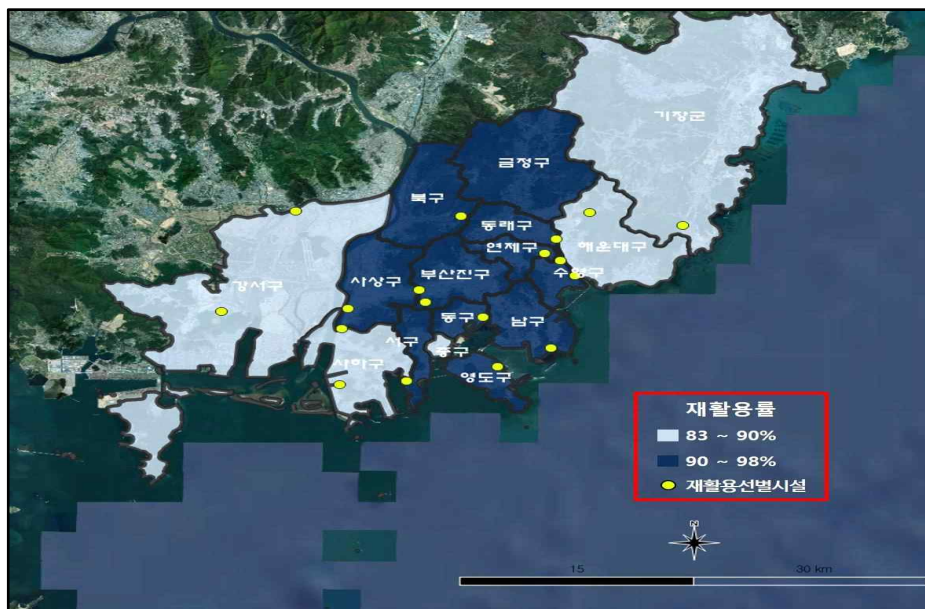 기장군
금정구
북구
동래구
연제구
해운대구
수영구
부산진구
사상구
강서구
동구
남구
서구
중구
사하구
영도구
재활용률
83 ~ 90%
90 ~ 98%
재활용선별시설
N
15
30 km